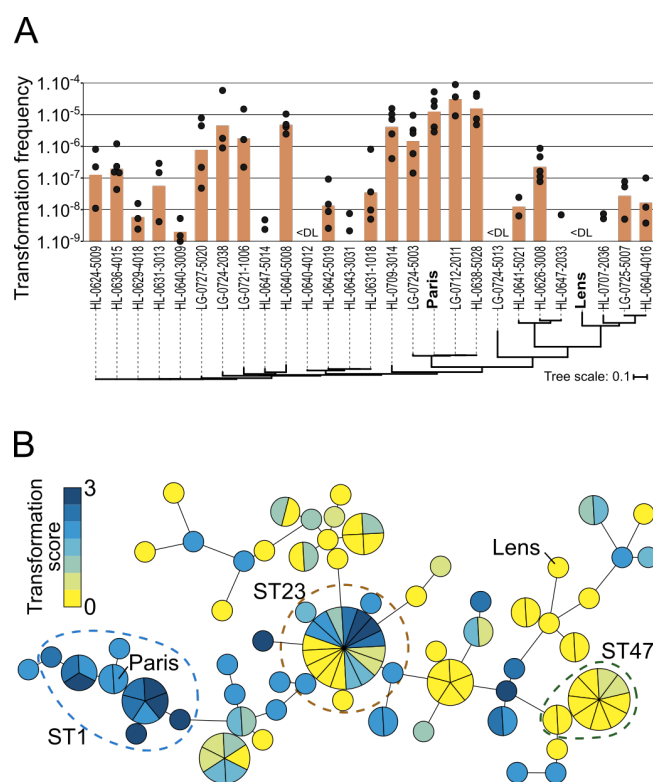 A
Transformation frequency
1.10-4
1.10-5
1.10-6
1.10-7
1.10-8
1.10-9
<DL
<DL
<DL
HL-0624-5009
HL-0636-4015
HL-0629-4018
HL-0631-3013
HL-0640-3009
LG-0727-5020
LG-0724-2038
LG-0721-1006
HL-0647-5014
HL-0640-5008
HL-0640-4012
HL-0642-5019
HL-0643-3031
HL-0631-1018
HL-0709-3014
LG-0724-5003
Paris
LG-0712-2011
HL-0638-5028
LG-0724-5013
HL-0641-5021
HL-0626-3008
HL-0647-2033
Lens
HL-0707-2036
LG-0725-5007
HL-0640-4016
Tree scale: 0.1
B
Transformation
score
3
0
Lens
ST23
ST47
Paris
ST1